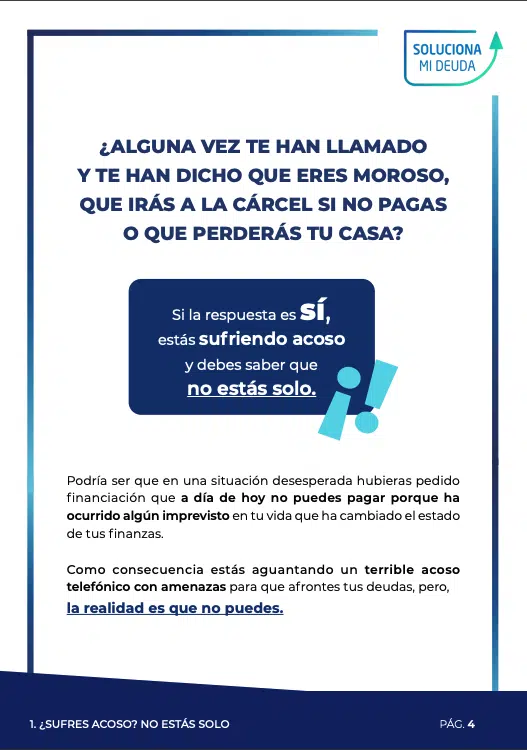 SOLUCIONA
MI DEUDA
¿ALGUNA VEZ TE HAN LLAMADO
Y TE HAN DICHO QUE ERES MOROSO,
QUE IRÁS A LA CÁRCEL SI NO PAGAS
O QUE PERDERÁS TU CASA?
Si la respuesta es sí,
estás sufriendo acoso
y debes saber que
no estás solo.
¡!
Podría ser que en una situación desesperada hubieras pedido
financiación que a día de hoy no puedes pagar porque ha
ocurrido algún imprevisto en tu vida que ha cambiado el estado
de tus finanzas.
Como consecuencia estás aguantando un terrible acoso
telefónico con amenazas para que afrontes tus deudas, pero,
la realidad es que no puedes.
1. ¿SUFRES ACOSO? NO ESTÁS SOLO
PÁG. 4